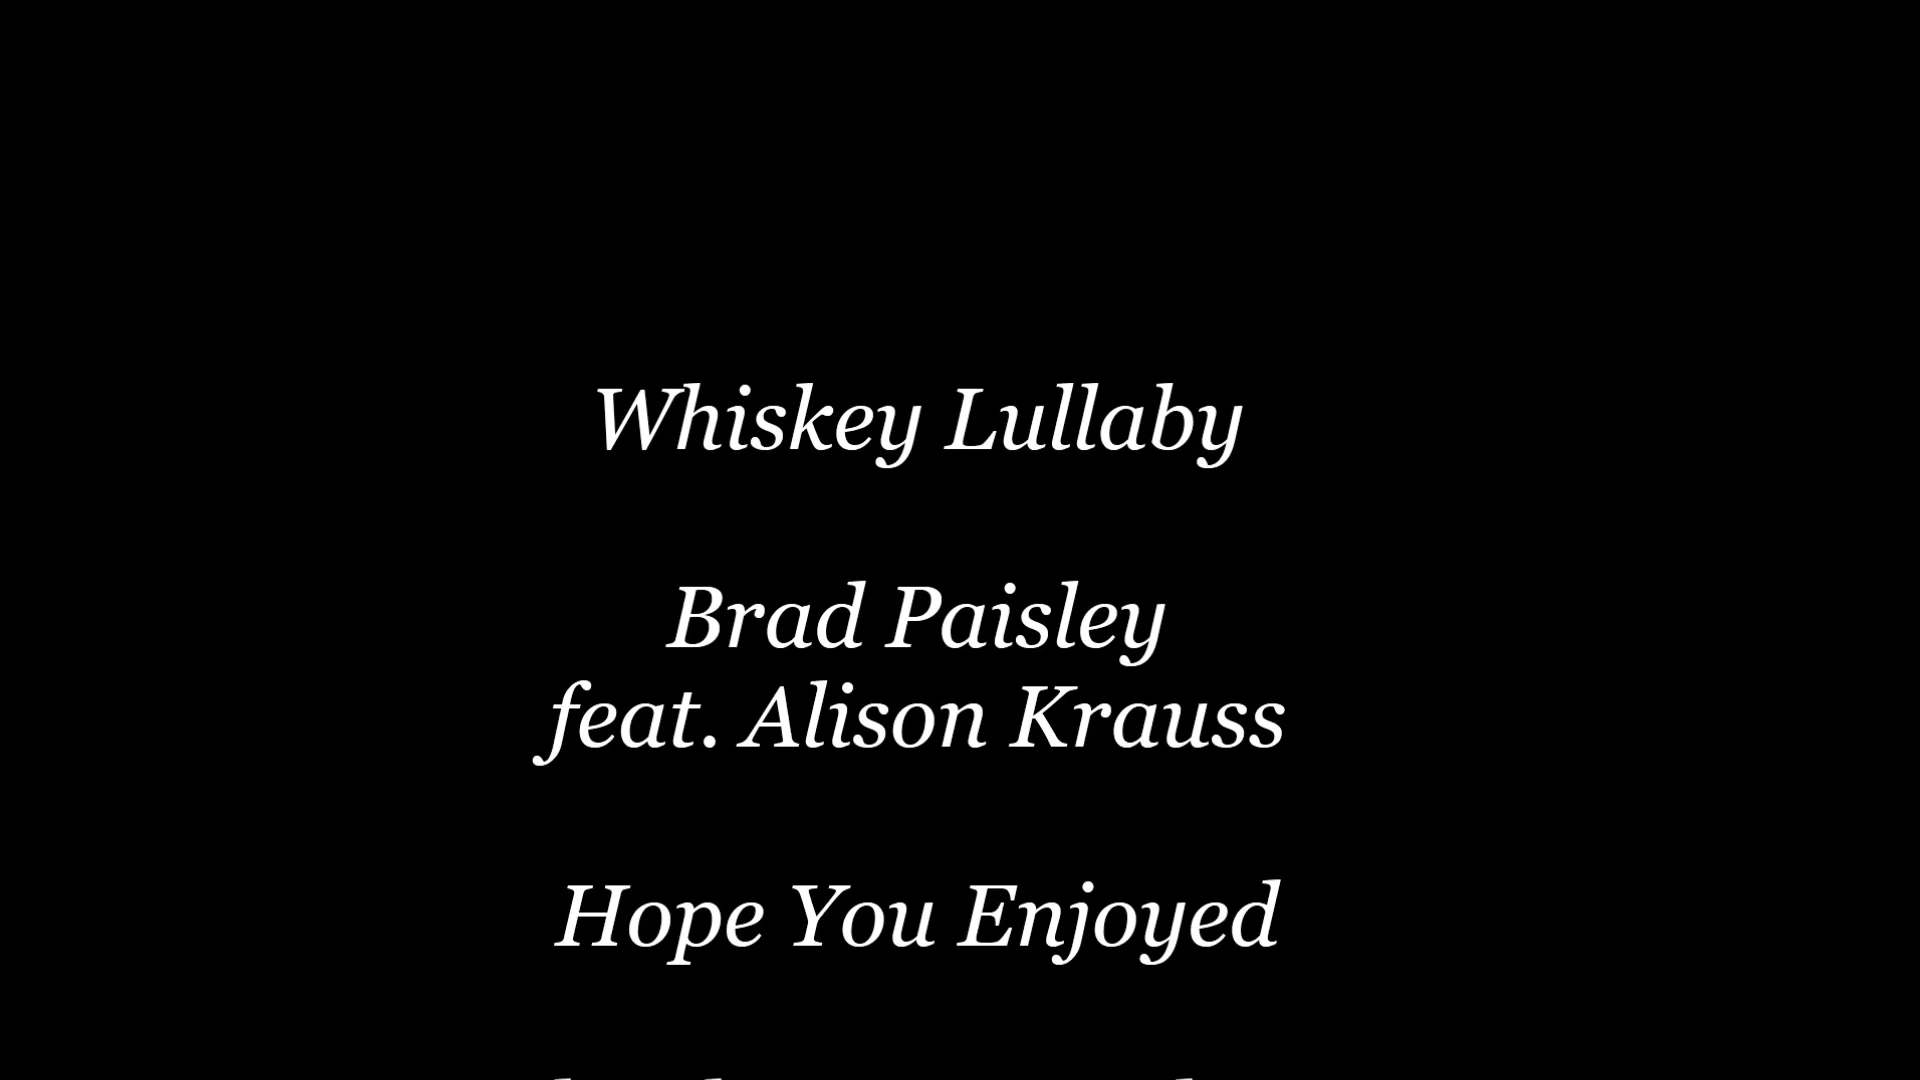 Whiskey Lullaby
Brad Paisley
feat. Alison Krauss
Hope You Enjoyed